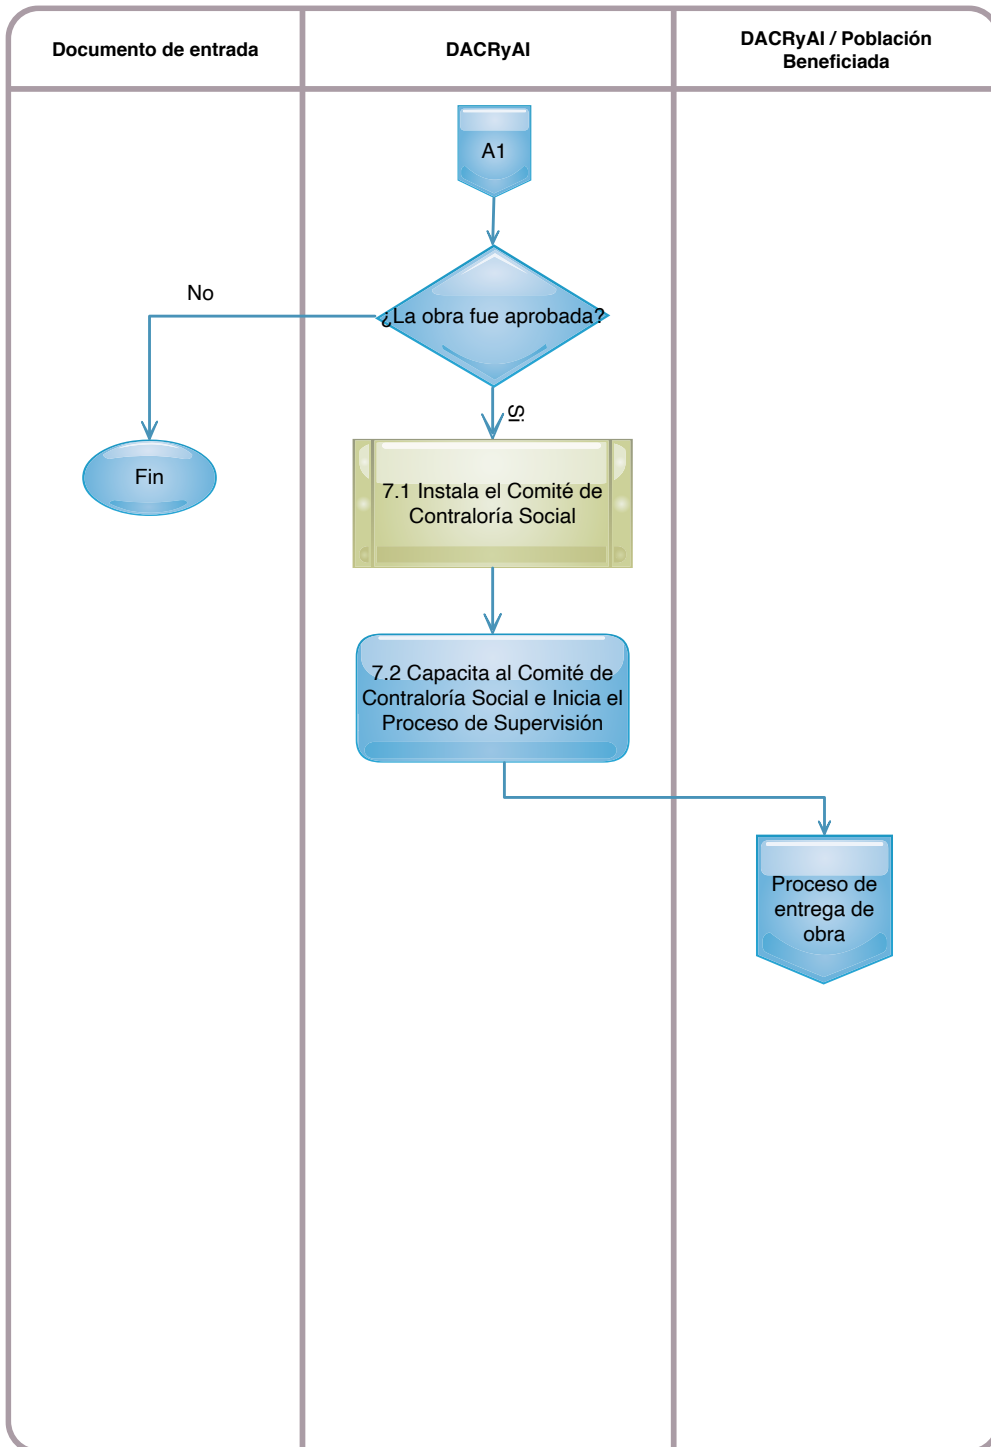 Documento de entrada
DACRyAI
DACRyAI / Población
Beneficiada
A1
¿La obra fue aprobada?
No
Si
Fin
7.1 Instala el Comité de
Contraloría Social
7.2 Capacita al Comité de
Contraloría Social e Inicia el
Proceso de Supervisión
Proceso de
entrega de
obra